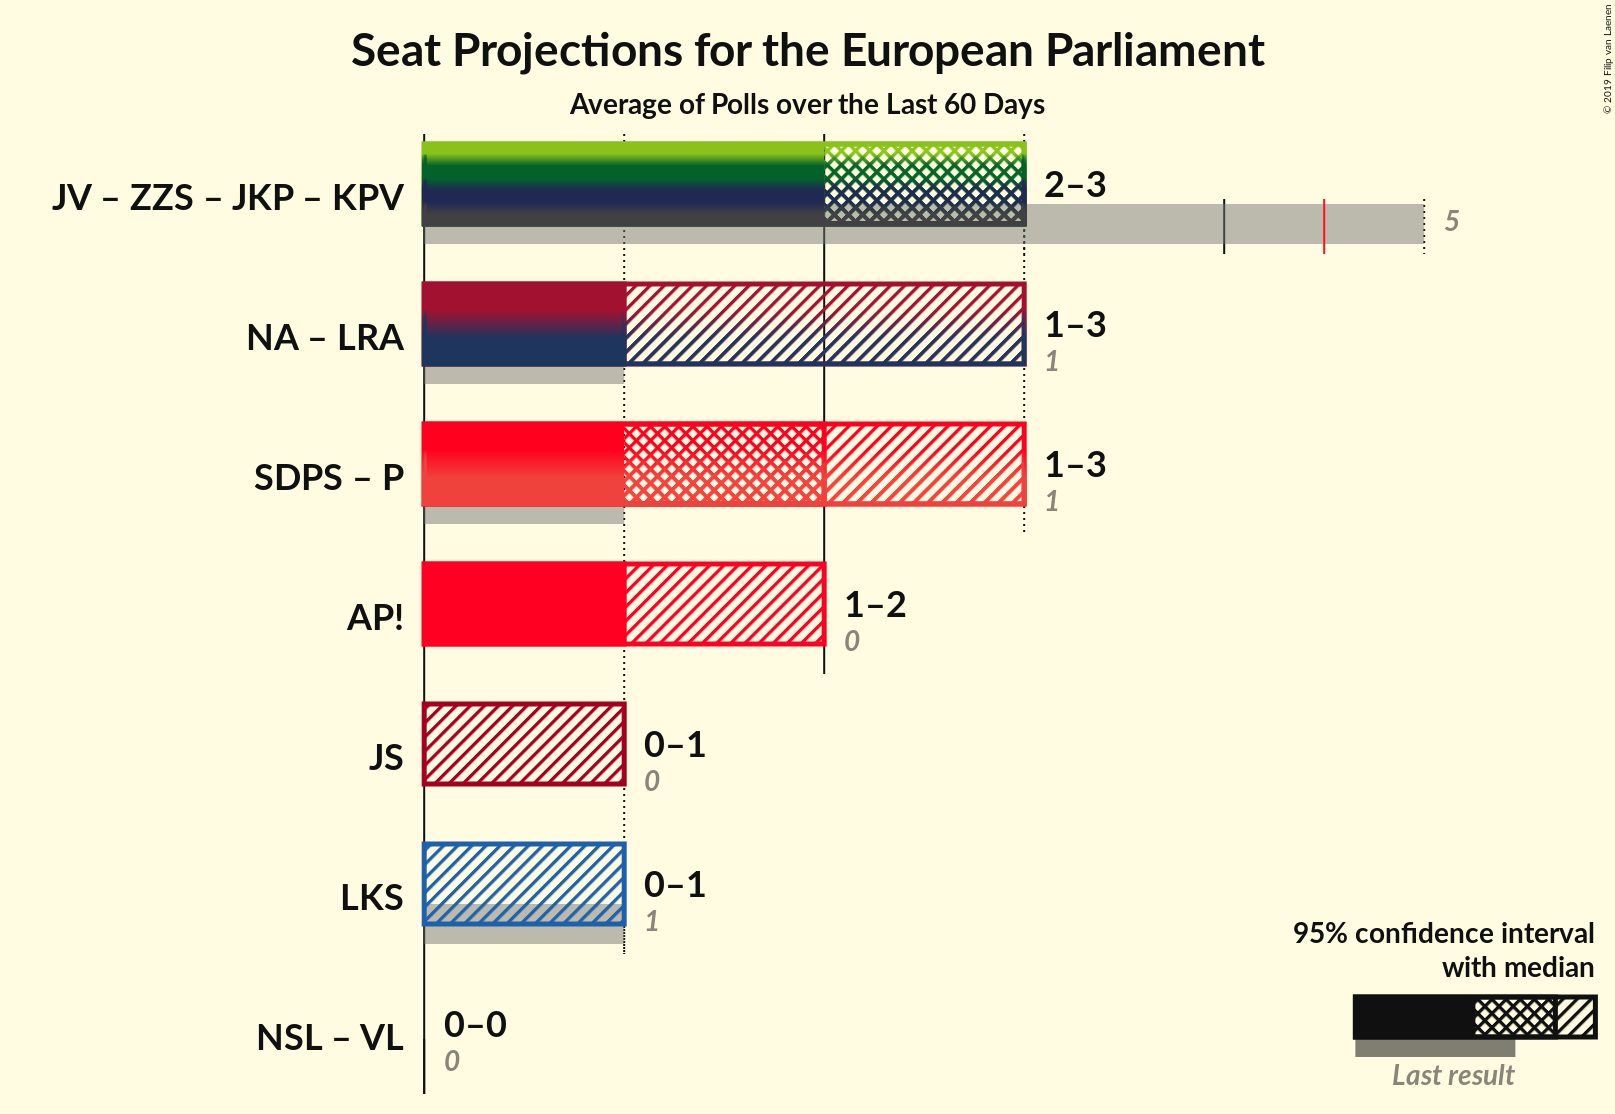 Seat Projections for the European Parliament
Average of Polls over the Last 60 Days
© 2019 Filip van Laenen
JV – ZZS – JKP – KPV
2–3
5
NA – LRA
1–3
1
SDPS – P
1–3
1
AP!
1–2
0
JS
0–1
0
LKS
0–1
1
NSL – VL
0–0
0
95% confidence interval
with median
Last result